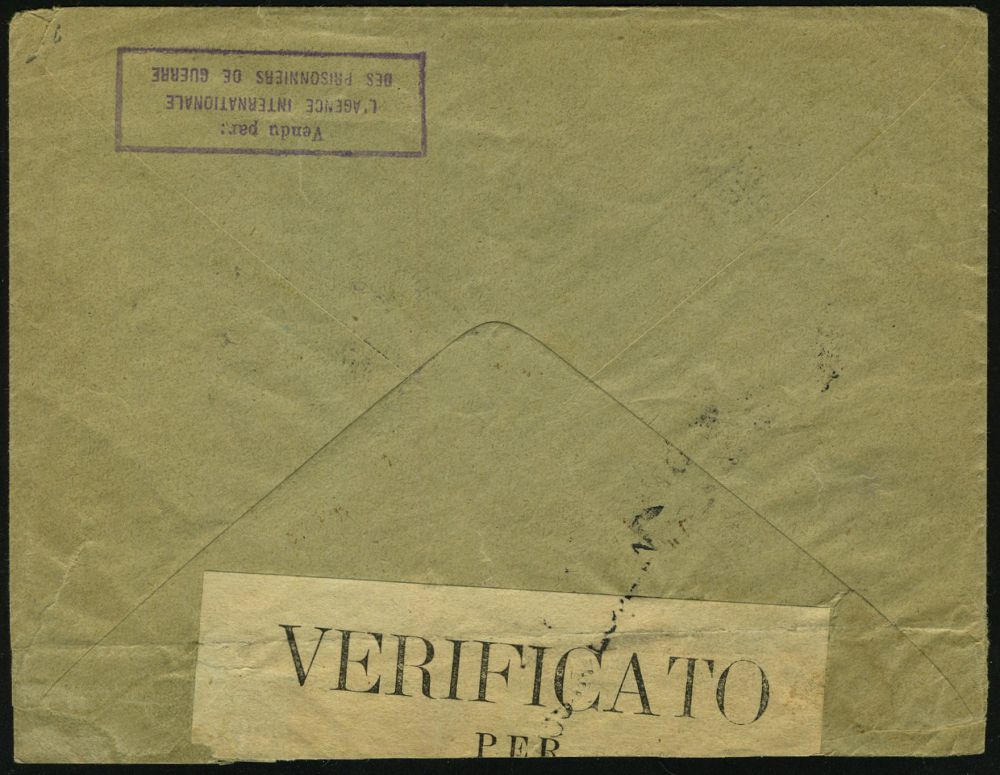 Vendu par:
L'AGENCE INTERNATIONALE
DES PRISONNIERS DE GUERRE
VERIFICATO
PER